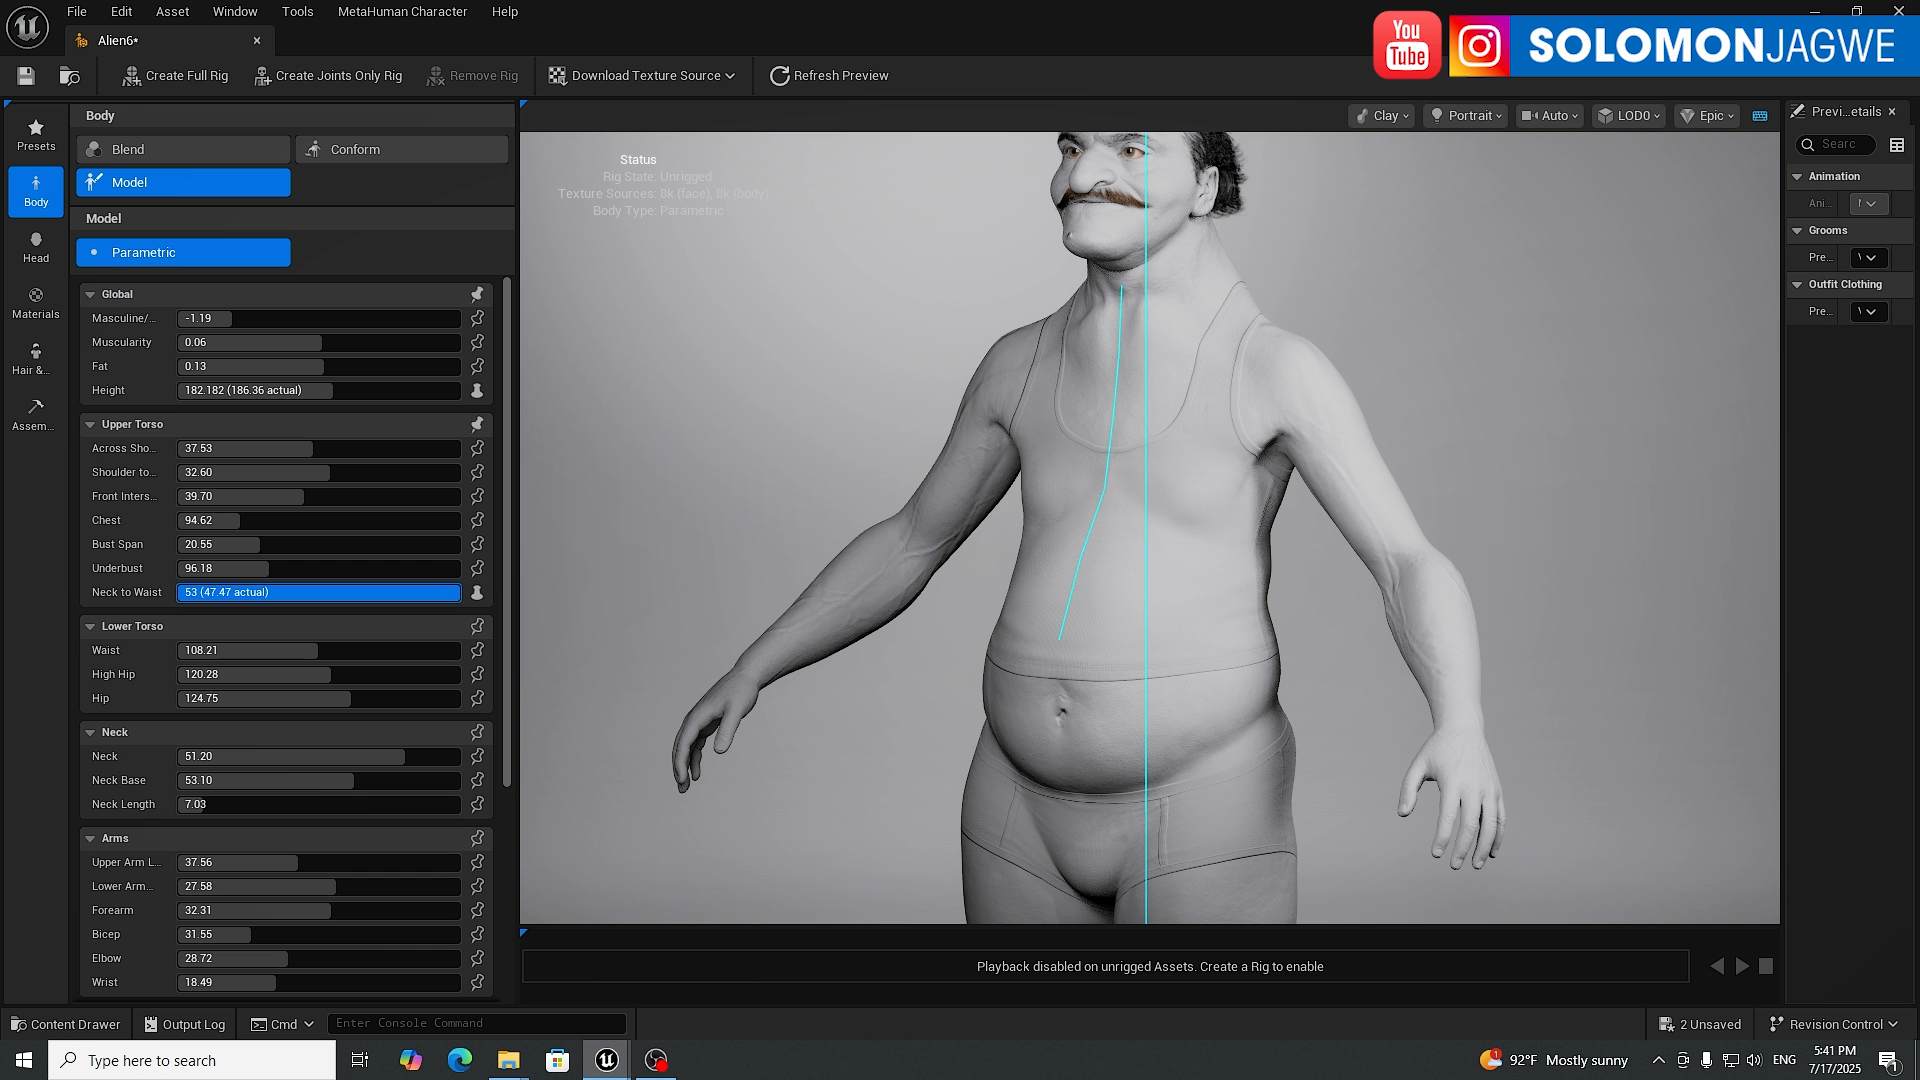 File Edit Asset Window Tools MetaHuman Character Help
Alien6*
You Tube
SOLOMONJAGWE
Create Full Rig Create Joints Only Rig Remove Rig Download Texture Source Refresh Preview
Presets
Body
Head
Materials
Hair &...
Assem...
Body
Blend Conform
Model
Model
Parametric
Global
Masculine/... -1.19
Muscularity 0.06
Fat 0.13
Height 182.182 (186.36 actual)
Upper Torso
Across Sho... 37.53
Shoulder to... 32.60
Front Inters... 39.70
Chest 94.62
Bust Span 20.55
Underbust 96.18
Neck to Waist 53 (47.47 actual)
Lower Torso
Waist 108.21
High Hip 120.28
Hip 124.75
Neck
Neck 51.20
Neck Base 53.10
Neck Length 7.03
Arms
Upper Arm L... 37.56
Lower Arm... 27.58
Forearm 32.31
Bicep 31.55
Elbow 28.72
Wrist 18.49
Clay Portrait Auto LOD0 Epic
Status
Rig State: Unrigged
Texture Sources: 8k (face), 8k (body)
Body Type: Parametric
Playback disabled on unrigged Assets. Create a Rig to enable
Previ...etails
Searc
Animation
Ani...
Grooms
Pre...
Outfit Clothing
Pre...
Content Drawer Output Log Cmd Enter Console Command 2 Unsaved Revision Control
Type here to search
1
92°F Mostly sunny
ENG
5:41 PM
7/17/2025
1